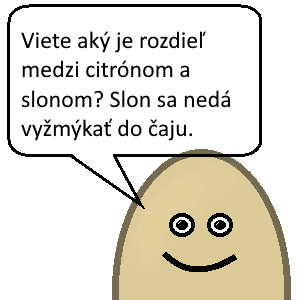 Viete aký je rozdieľ
medzi citrónom a
slonom? Slon sa nedá
vyžmýkať do čaju.